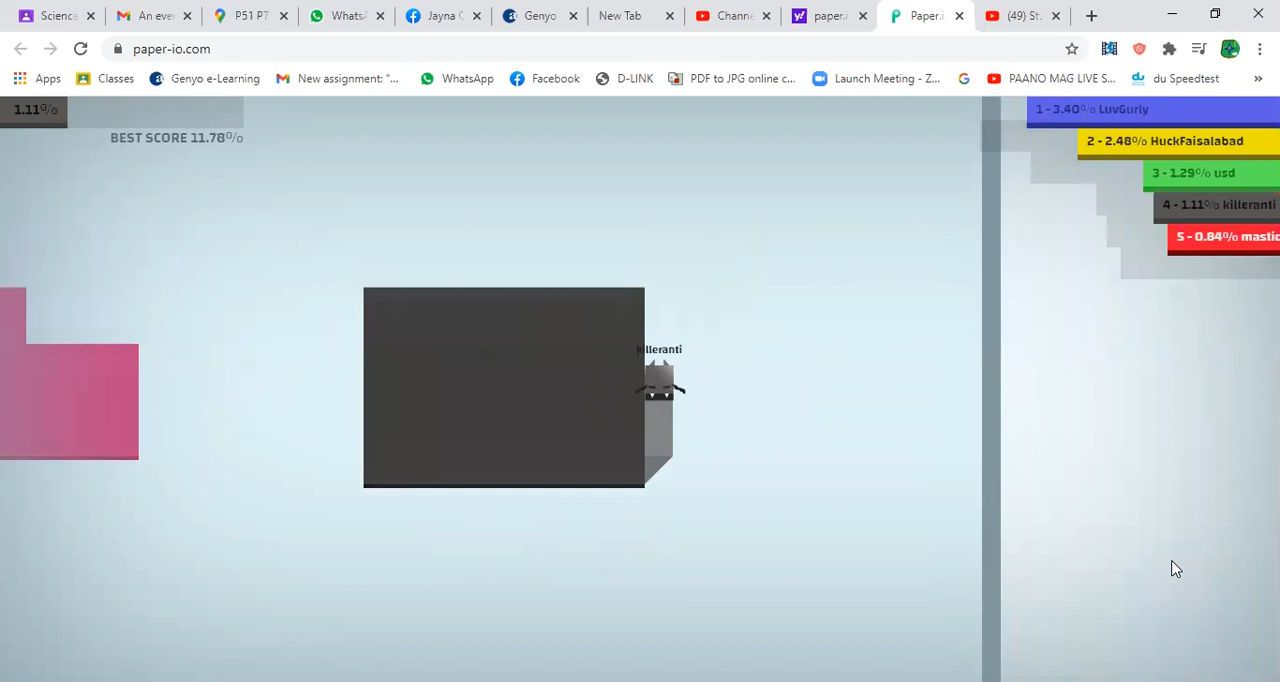 Science An eve P51 P7 WhatsA Jayna C Genyo New Tab Channe paper.i Paper.i (49) St.
paper-io.com
Apps Classes Genyo e-Learning New assignment: "... WhatsApp Facebook D-LINK PDF to JPG online c... Launch Meeting - Z... PAANO MAG LIVE S... du Speedtest »
1.11%
BEST SCORE 11.78%
1 - 3.40% LuvGurly
2 - 2.48% HuckFaisalabad
3 - 1.29% usd
4 - 1.11% killeranti
5 - 0.84% mastic
killeranti